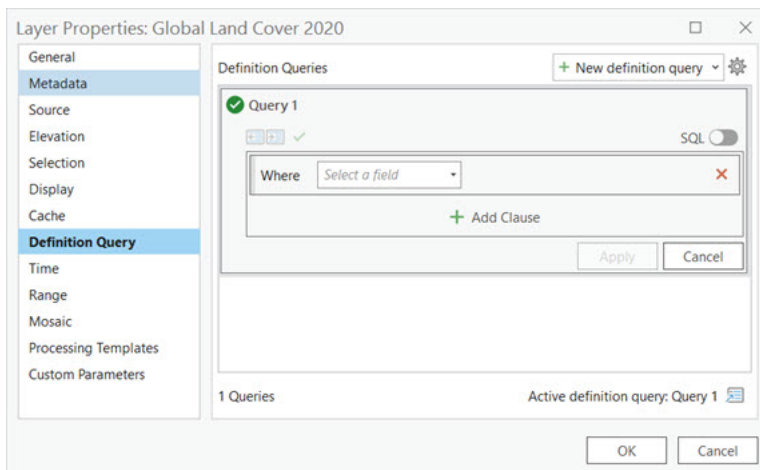 Layer Properties: Global Land Cover 2020
General
Metadata
Source
Elevation
Selection
Display
Cache
Definition Query
Time
Range
Mosaic
Processing Templates
Custom Parameters
Definition Queries
New definition query
Query 1
SQL
Where Select a field
Add Clause
Apply Cancel
1 Queries Active definition query: Query 1
OK Cancel